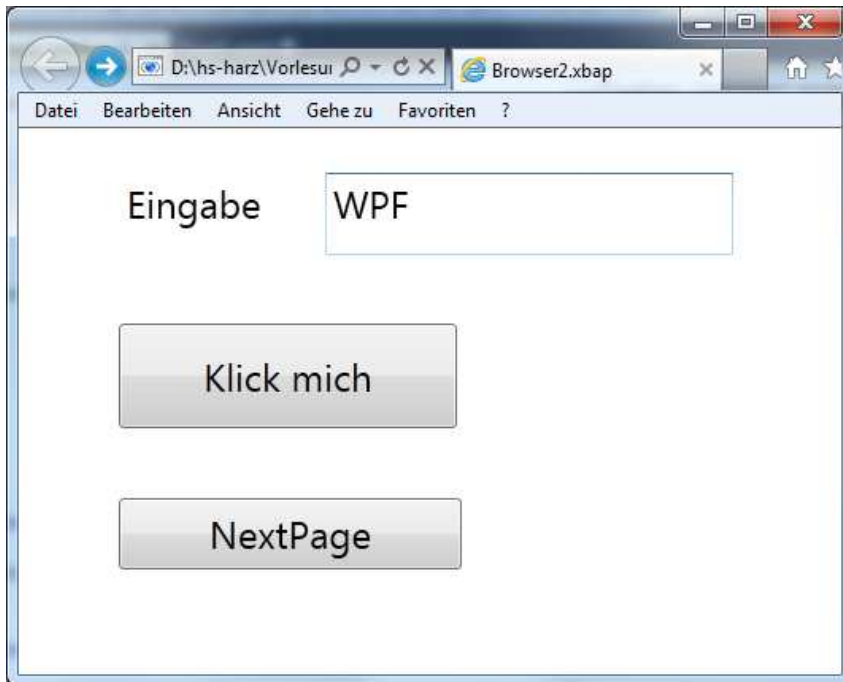 D:\hs-harz\Vorlesu
Browser2.xbap
Datei Bearbeiten Ansicht Gehe zu Favoriten ?
Eingabe WPF
Klick mich
NextPage